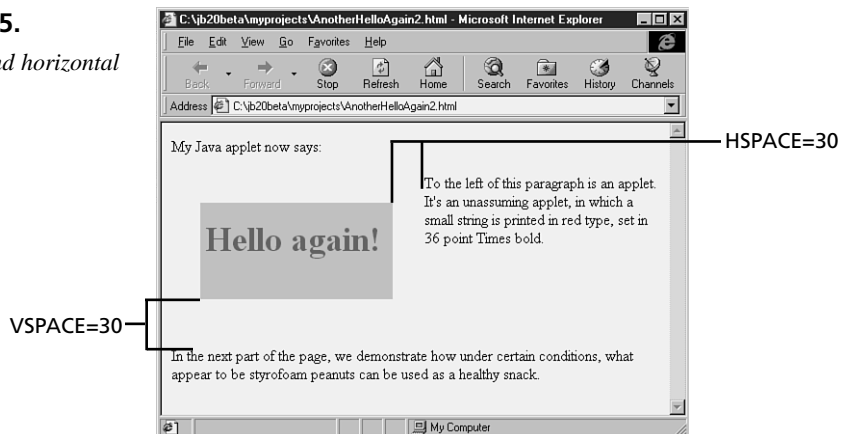 5.
nd horizontal
C:\jb20beta\myprojects\AnotherHelloAgain2.html - Microsoft Internet Explorer
File Edit View Go Favorites Help
Back Forward Stop Refresh Home Search Favorites History Channels
Address C:\jb20beta\myprojects\AnotherHelloAgain2.html
My Java applet now says:
HSPACE=30
To the left of this paragraph is an applet.
It's an unassuming applet, in which a
small string is printed in red type, set in
36 point Times bold.
Hello again!
VSPACE=30
In the next part of the page, we demonstrate how under certain conditions, what
appear to be styrofoam peanuts can be used as a healthy snack.
My Computer